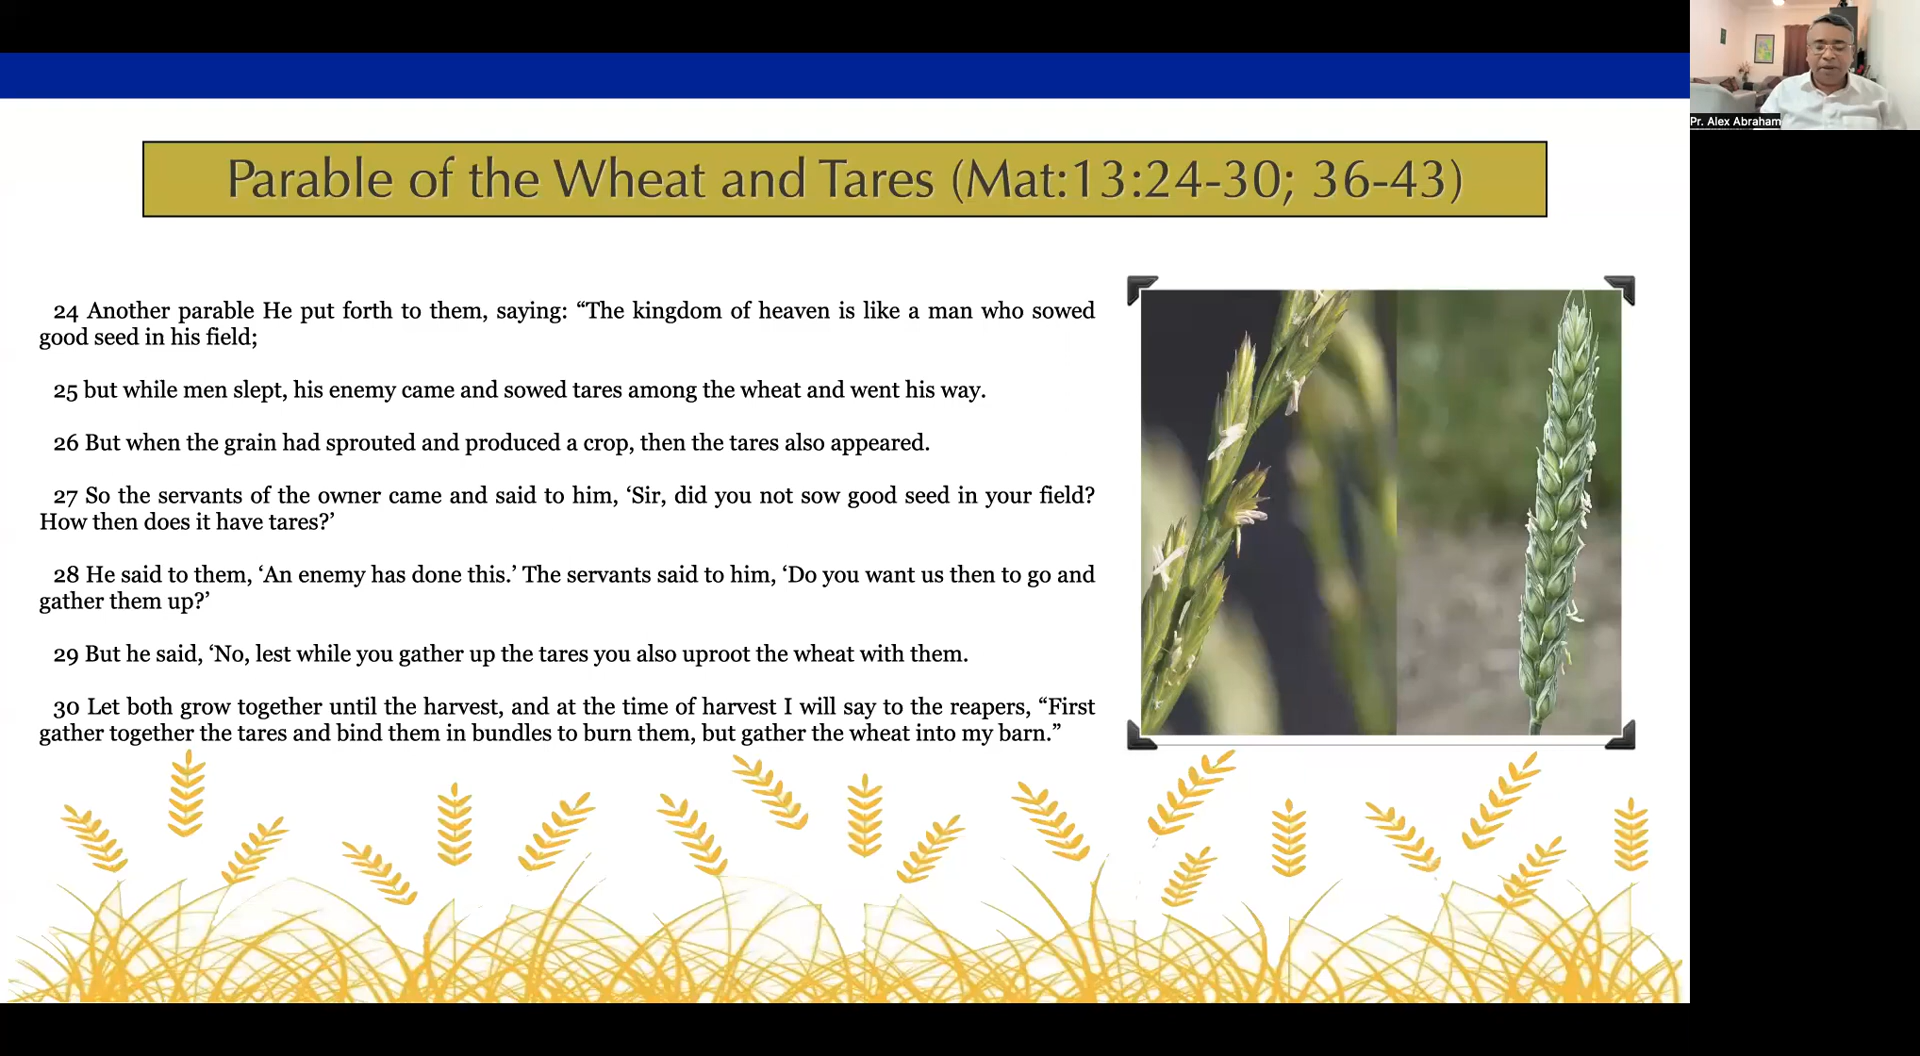 Parable of the Wheat and Tares (Mat:13:24-30; 36-43)
24 Another parable He put forth to them, saying: “The kingdom of heaven is like a man who sowed
good seed in his field;
25 but while men slept, his enemy came and sowed tares among the wheat and went his way.
26 But when the grain had sprouted and produced a crop, then the tares also appeared.
27 So the servants of the owner came and said to him, ‘Sir, did you not sow good seed in your field?
How then does it have tares?’
28 He said to them, ‘An enemy has done this.’ The servants said to him, ‘Do you want us then to go and
gather them up?’
29 But he said, ‘No, lest while you gather up the tares you also uproot the wheat with them.
30 Let both grow together until the harvest, and at the time of harvest I will say to the reapers, “First
gather together the tares and bind them in bundles to burn them, but gather the wheat into my barn.”
Pr. Alex Abraham